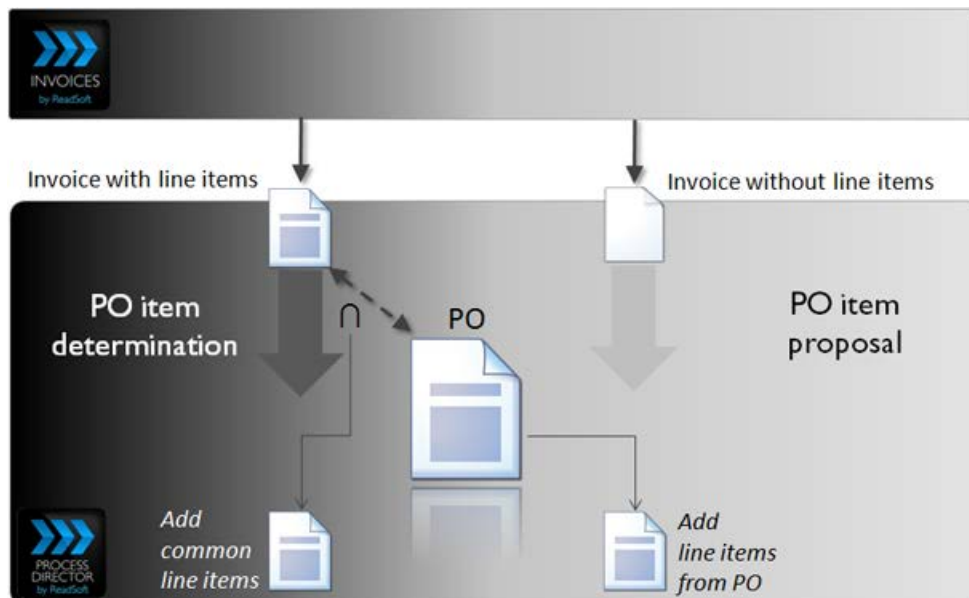 INVOICES
by ReadSoft
Invoice with line items
Invoice without line items
PO item
determination
∩
PO
PO item
proposal
Add
common
line items
Add
line items
from PO
PROCESS
DIRECTOR
by ReadSoft